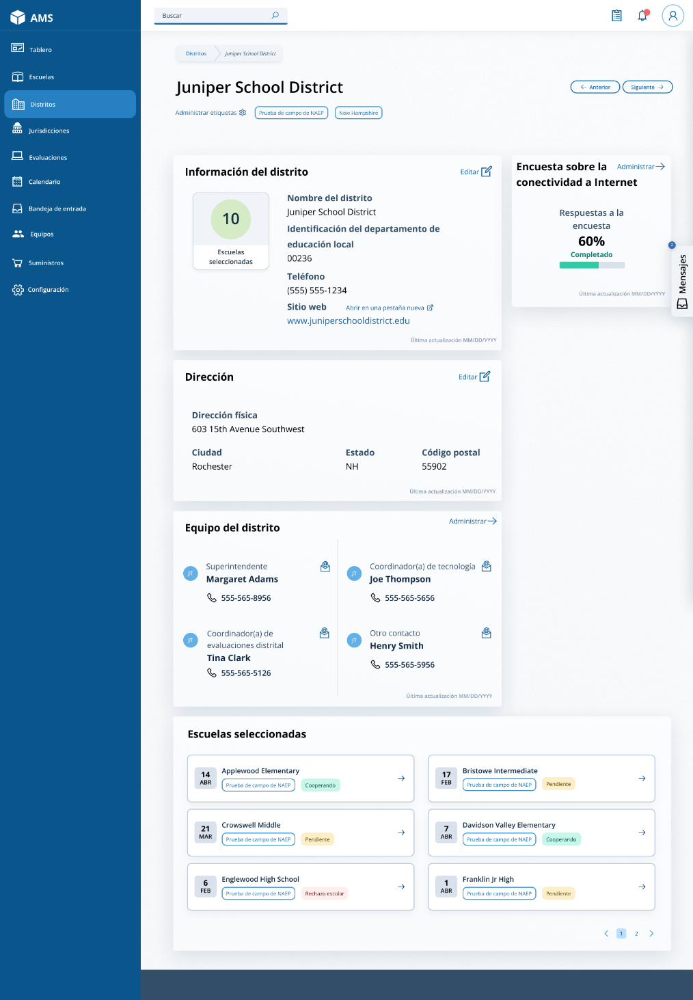 AMS
Buscar
Tablero
Escuelas
Distritos
Jurisdicciones
Evaluaciones
Calendario
Bandeja de entrada
Equipos
Suministros
Configuración
Distritos
Juniper School District
Juniper School District
Anterior
Siguiente
Administrar etiquetas
Prueba de campo de NAEP
New Hampshire
Información del distrito
Editar
10
Escuelas
seleccionadas
Nombre del distrito
Juniper School District
Identificación del departamento de
educación local
00236
Teléfono
(555) 555-1234
Sitio web
Abrir en una pestaña nueva
www.juniperschooldistrict.edu
Última actualización MM/DD/YYYY
Encuesta sobre la
conectividad a Internet
Administrar
Respuestas a la
encuesta
60%
Completado
Última actualización MM/DD/YYYY
2
Mensajes
Dirección
Editar
Dirección física
603 15th Avenue Southwest
Ciudad
Rochester
Estado
NH
Código postal
55902
Última actualización MM/DD/YYYY
Equipo del distrito
Administrar
JT
Superintendente
Margaret Adams
555-565-8956
JT
Coordinador(a) de tecnología
Joe Thompson
555-565-5656
JT
Coordinador(a) de
evaluaciones distrital
Tina Clark
555-565-5126
JT
Otro contacto
Henry Smith
555-565-5956
Última actualización MM/DD/YYYY
Escuelas seleccionadas
14
ABR
Applewood Elementary
Prueba de campo de NAEP
Cooperando
17
FEB
Bristowe Intermediate
Prueba de campo de NAEP
Pendiente
21
MAR
Crowswell Middle
Prueba de campo de NAEP
Pendiente
7
ABR
Davidson Valley Elementary
Prueba de campo de NAEP
Cooperando
6
FEB
Englewood High School
Prueba de campo de NAEP
Rechazo escolar
1
ABR
Franklin Jr High
Prueba de campo de NAEP
Pendiente
1
2